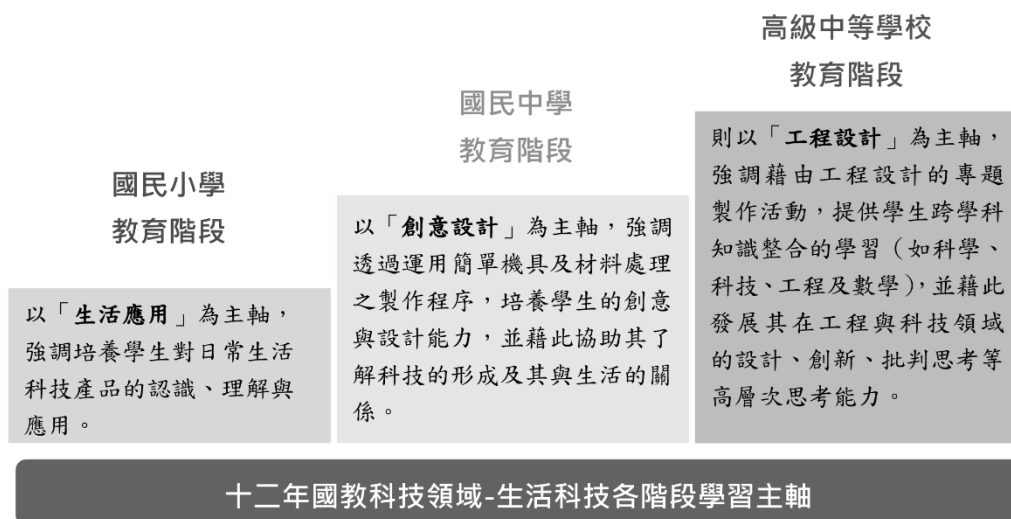 國民小學
教育階段
以「生活應用」為主軸，
強調培養學生對日常生活
科技產品的認識、理解與
應用。
國民中學
教育階段
以「創意設計」為主軸，強調
透過運用簡單機具及材料處理
之製作程序，培養學生的創意
與設計能力，並藉此協助其了
解科技的形成及其與生活的關
係。
高級中等學校
教育階段
則以「工程設計」為主軸，
強調藉由工程設計的專題
製作活動，提供學生跨學科
知識整合的學習（如科學、
科技、工程及數學），並藉此
發展其在工程與科技領域
的設計、創新、批判思考等
高層次思考能力。
十二年國教科技領域-生活科技各階段學習主軸